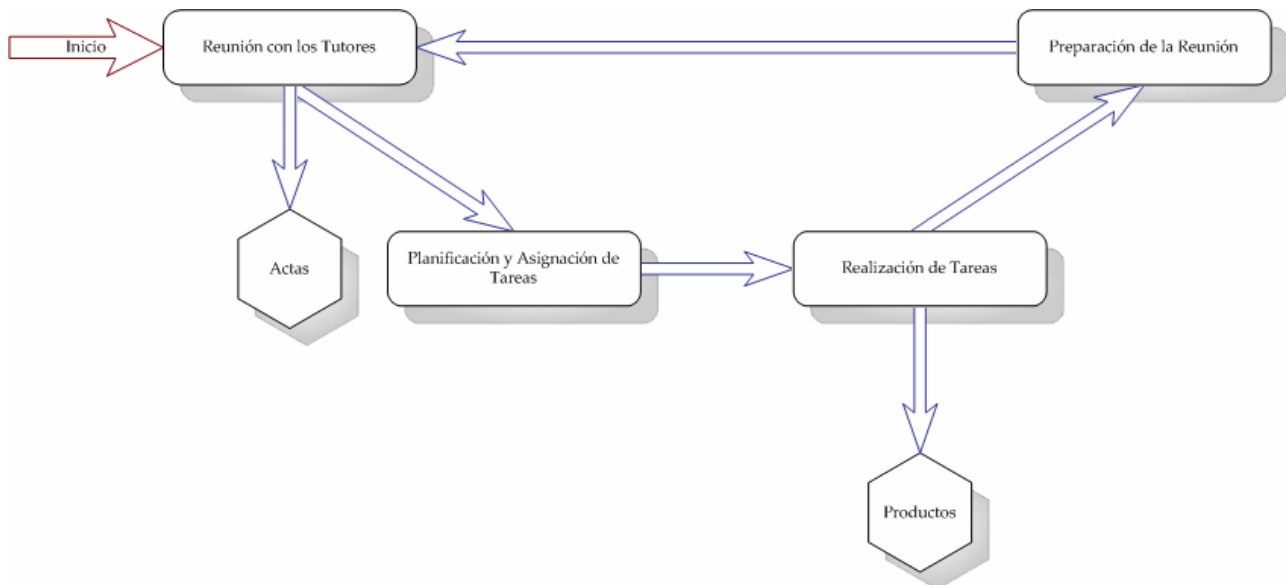 Inicio
Reunión con los Tutores
Preparación de la Reunión
Actas
Planificación y Asignación de
Tareas
Realización de Tareas
Productos